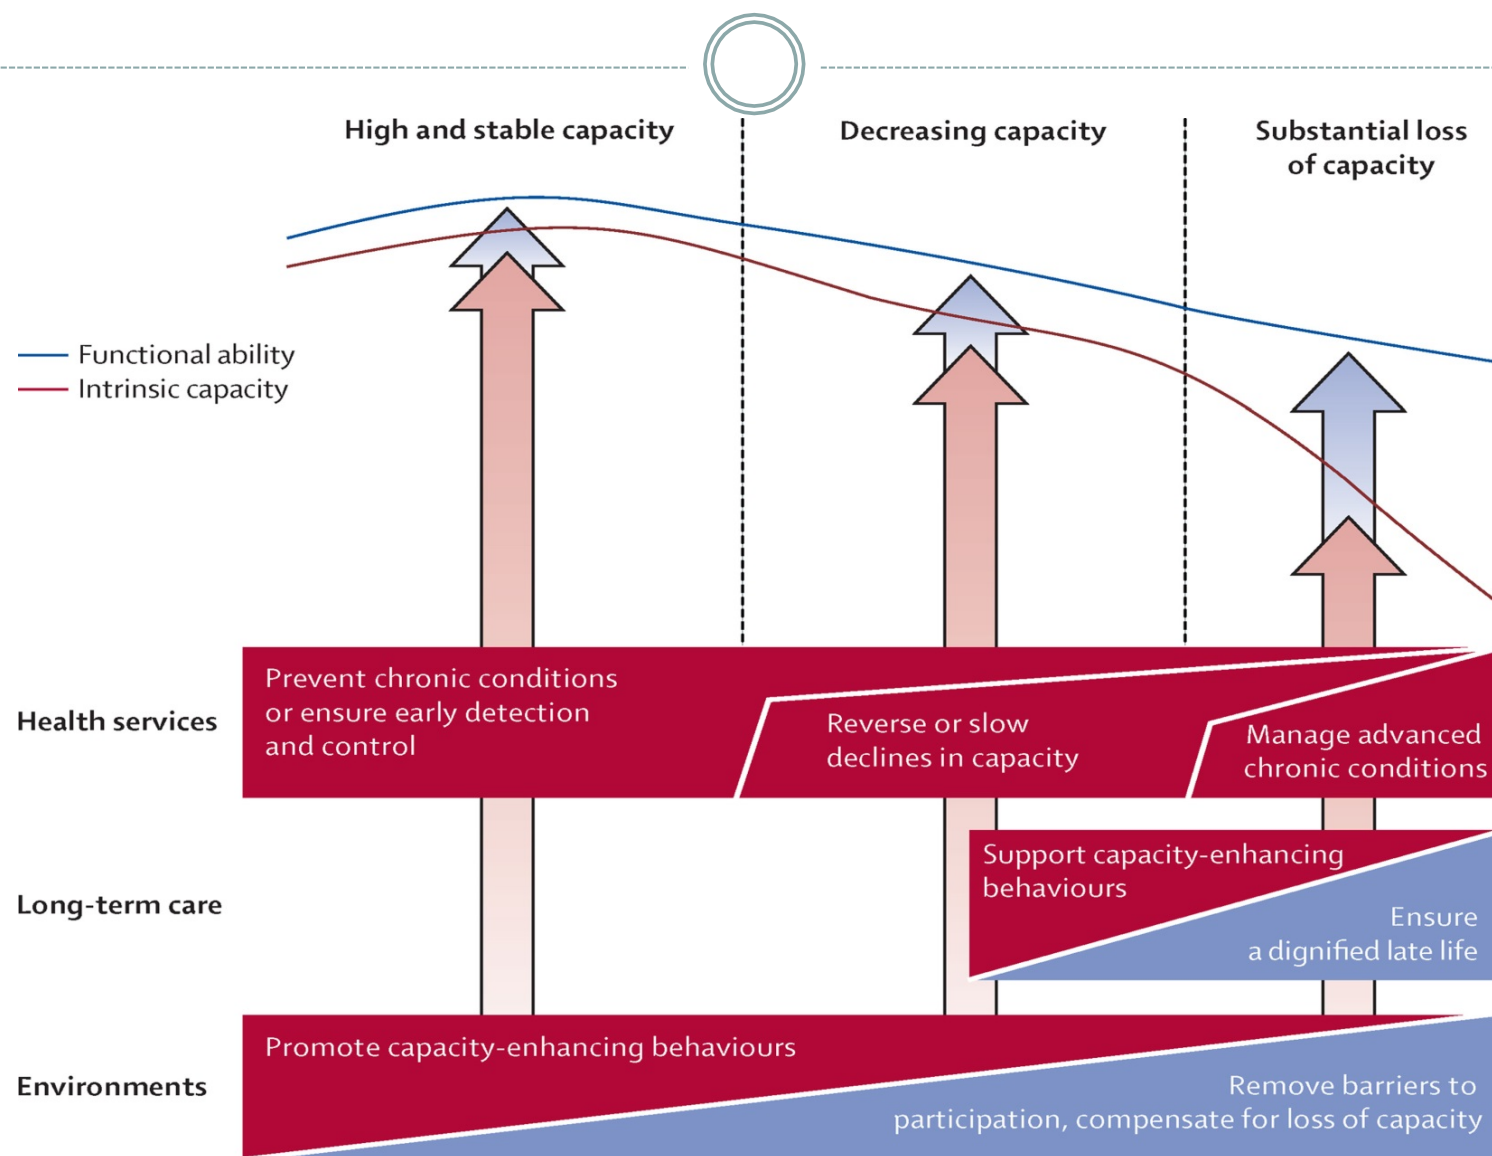 High and stable capacity
Decreasing capacity
Substantial loss
of capacity
Functional ability
Intrinsic capacity
Health services
Prevent chronic conditions
or ensure early detection
and control
Reverse or slow
declines in capacity
Manage advanced
chronic conditions
Long-term care
Support capacity-enhancing
behaviours
Ensure
a dignified late life
Environments
Promote capacity-enhancing behaviours
Remove barriers to
participation, compensate for loss of capacity